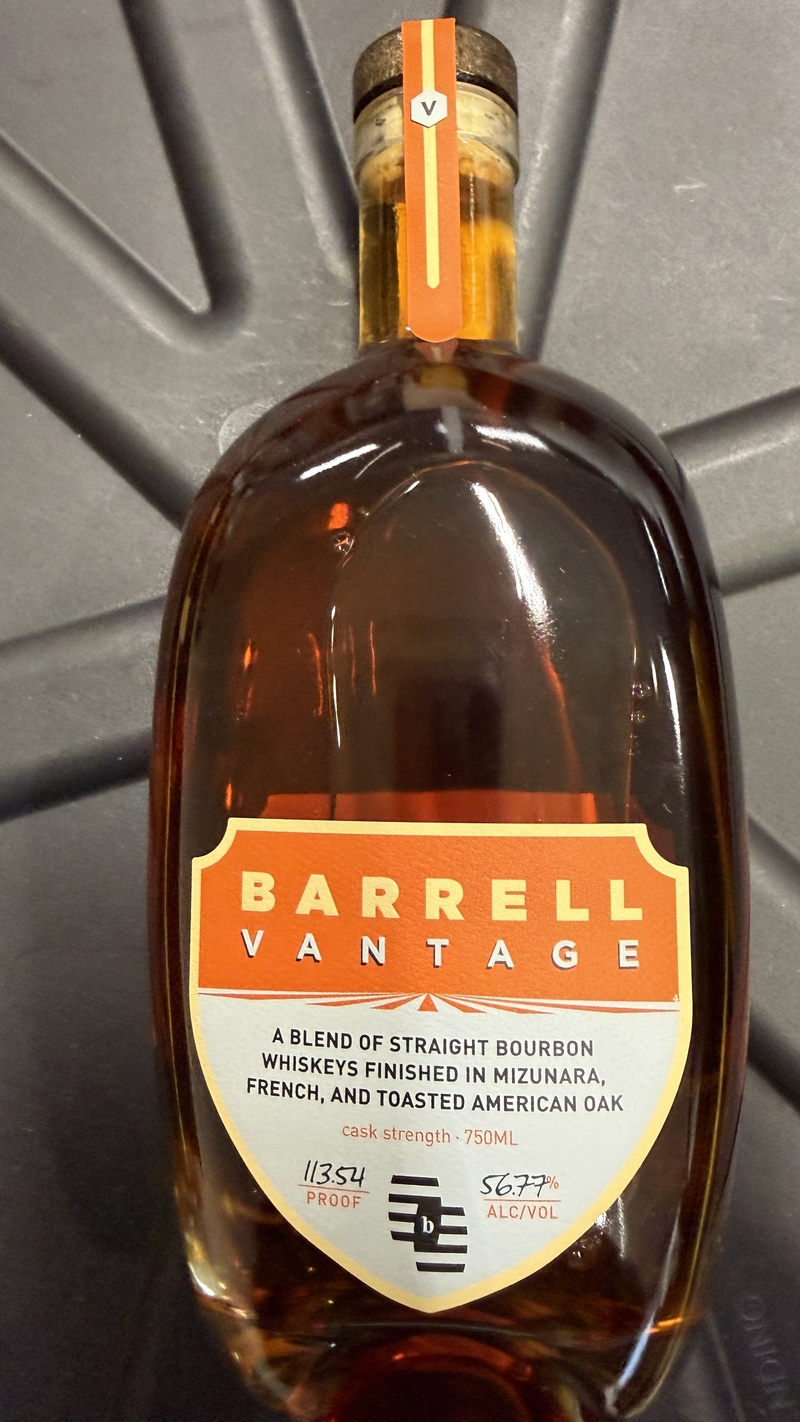 V
BARRELL
VANTAGE
A BLEND OF STRAIGHT BOURBON
WHISKEYS FINISHED IN MIZUNARA,
FRENCH, AND TOASTED AMERICAN OAK
cask strength · 750ML
113.54
PROOF
b
56.77%
ALC/VOL